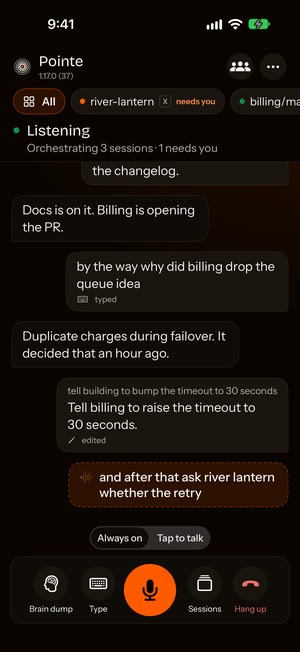 9:41
Pointe
1.17.0 (37)
All
river-lantern X needs you
billing/ma
Listening
Orchestrating 3 sessions · 1 needs you
the changelog.
Docs is on it. Billing is opening
the PR.
by the way why did billing drop the
queue idea
typed
Duplicate charges during failover. It
decided that an hour ago.
tell building to bump the timeout to 30 seconds
Tell billing to raise the timeout to
30 seconds.
edited
and after that ask river lantern
whether the retry
Always on Tap to talk
Brain dump Type Sessions Hang up